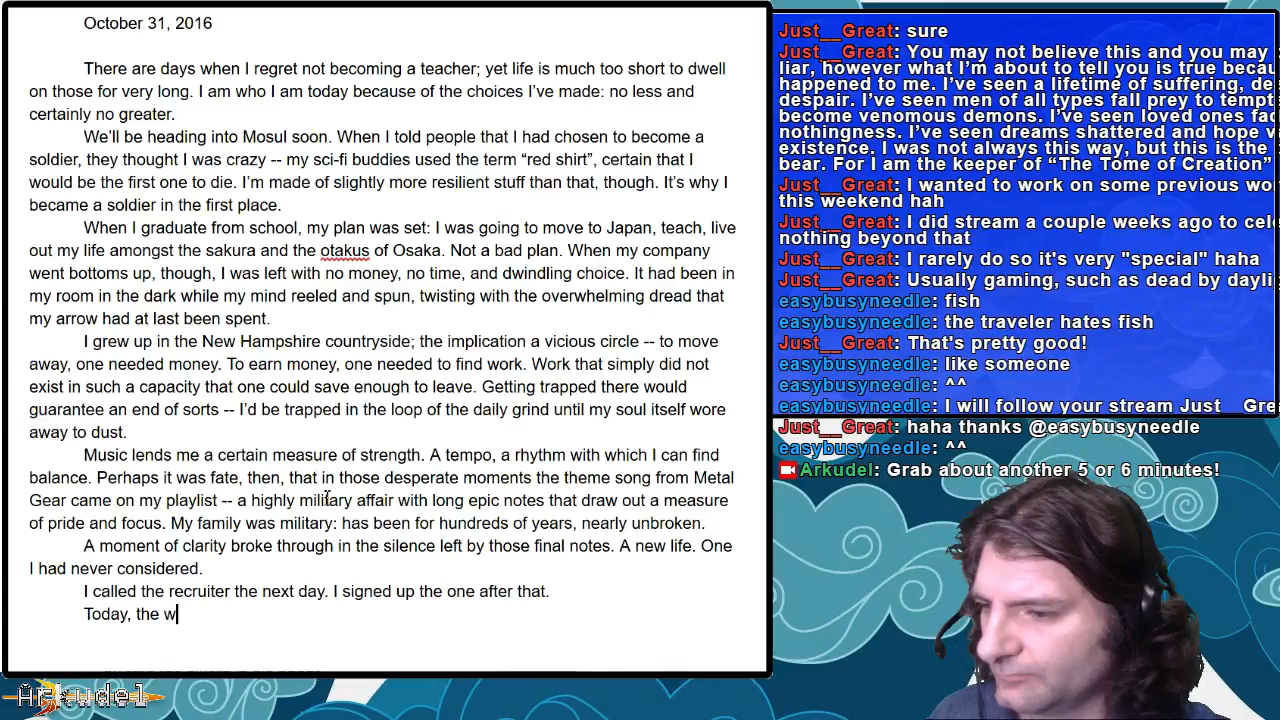 October 31, 2016
There are days when I regret not becoming a teacher; yet life is much too short to dwell
on those for very long. I am who I am today because of the choices I’ve made: no less and
certainly no greater.
We’ll be heading into Mosul soon. When I told people that I had chosen to become a
soldier, they thought I was crazy -- my sci-fi buddies used the term “red shirt”, certain that I
would be the first one to die. I’m made of slightly more resilient stuff than that, though. It’s why I
became a soldier in the first place.
When I graduate from school, my plan was set: I was going to move to Japan, teach, live
out my life amongst the sakura and the otakus of Osaka. Not a bad plan. When my company
went bottoms up, though, I was left with no money, no time, and dwindling choice. It had been in
my room in the dark while my mind reeled and spun, twisting with the overwhelming dread that
my arrow had at last been spent.
I grew up in the New Hampshire countryside; the implication a vicious circle -- to move
away, one needed money. To earn money, one needed to find work. Work that simply did not
exist in such a capacity that one could save enough to leave. Getting trapped there would
guarantee an end of sorts -- I’d be trapped in the loop of the daily grind until my soul itself wore
away to dust.
Music lends me a certain measure of strength. A tempo, a rhythm with which I can find
balance. Perhaps it was fate, then, that in those desperate moments the theme song from Metal
Gear came on my playlist -- a highly military affair with long epic notes that draw out a measure
of pride and focus. My family was military: has been for hundreds of years, nearly unbroken.
A moment of clarity broke through in the silence left by those final notes. A new life. One
I had never considered.
I called the recruiter the next day. I signed up the one after that.
Today, the w
Just__Great: sure
Just__Great: You may not believe this and you may
liar, however what I’m about to tell you is true becau
happened to me. I’ve seen a lifetime of suffering, de
despair. I’ve seen men of all types fall prey to tempt
become venomous demons. I’ve seen loved ones fad
nothingness. I’ve seen dreams shattered and hope v
existence. I was not always this way, but this is the
bear. For I am the keeper of “The Tome of Creation”
Just__Great: I wanted to work on some previous wo
this weekend hah
Just__Great: I did stream a couple weeks ago to cel
nothing beyond that
Just__Great: I rarely do so it's very "special" haha
Just__Great: Usually gaming, such as dead by dayli
easybusyneedle: fish
easybusyneedle: the traveler hates fish
Just__Great: That's pretty good!
easybusyneedle: like someone
easybusyneedle: ^^
easybusyneedle: I will follow your stream Just__Gre
Just__Great: haha thanks @easybusyneedle
easybusyneedle: ^^
Arkudel: Grab about another 5 or 6 minutes!
Arkudel